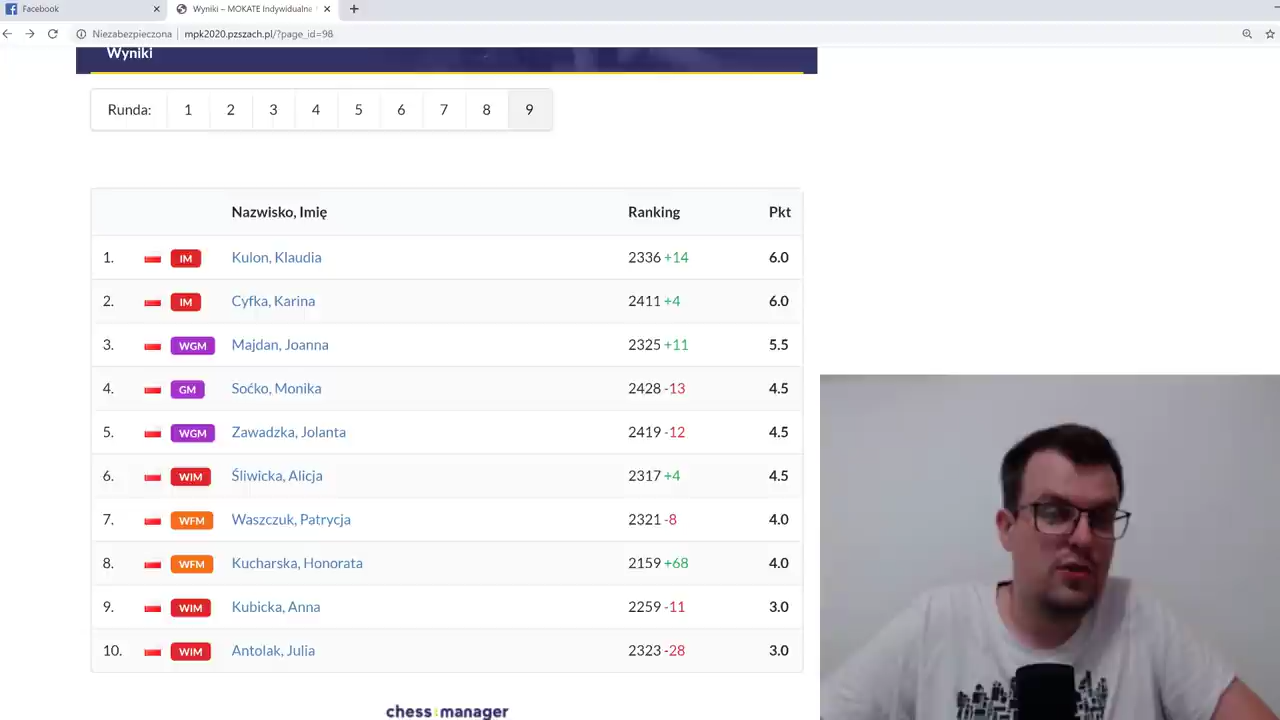 Facebook
Wyniki – MOKATE Indywidualne
Niezabezpieczona mpk2020.pzszach.pl/?page_id=98
Wyniki
Runda: 1 2 3 4 5 6 7 8 9
Nazwisko, Imię Ranking Pkt
1. IM Kulon, Klaudia 2336 +14 6.0
2. IM Cyfka, Karina 2411 +4 6.0
3. WGM Majdan, Joanna 2325 +11 5.5
4. GM Soćko, Monika 2428 -13 4.5
5. WGM Zawadzka, Jolanta 2419 -12 4.5
6. WIM Śliwicka, Alicja 2317 +4 4.5
7. WFM Waszczuk, Patrycja 2321 -8 4.0
8. WFM Kucharska, Honorata 2159 +68 4.0
9. WIM Kubicka, Anna 2259 -11 3.0
10. WIM Antolak, Julia 2323 -28 3.0
chess manager